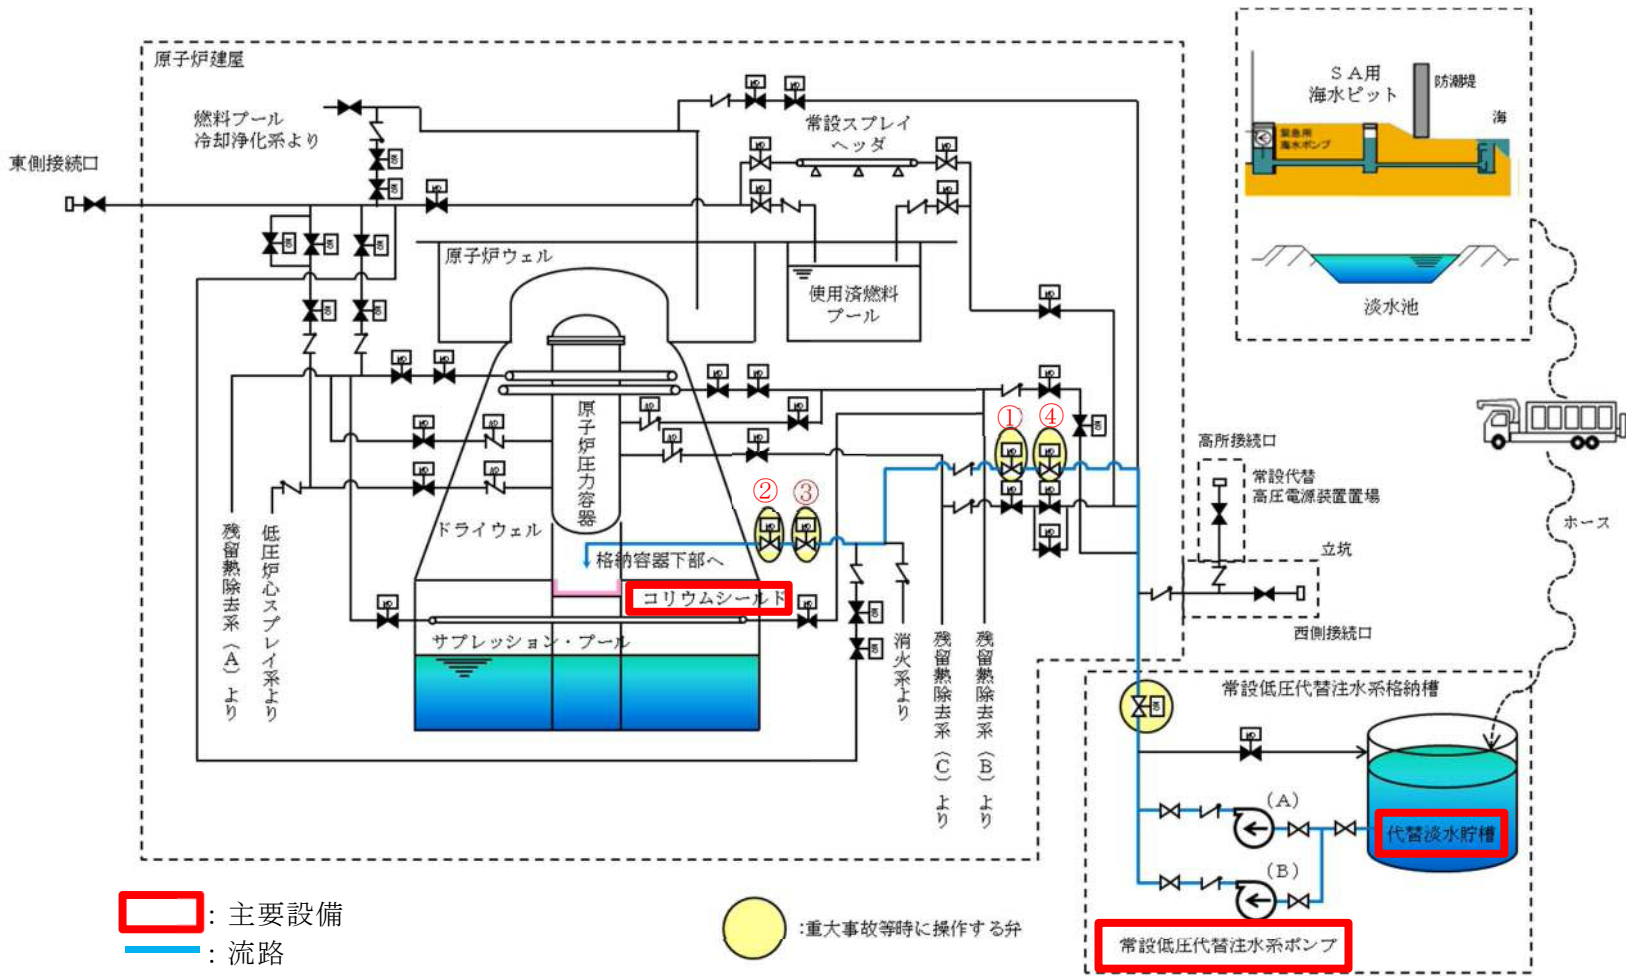 原子炉建屋
燃料プール
冷却浄化系より
東側接続口
常設スプレイ
ヘッダ
ＳＡ用
海水ピット
防潮堤
海
緊急用
海水ポンプ
原子炉ウェル
使用済燃料
プール
淡水池
原子炉圧力容器
①
④
②
③
高所接続口
常設代替
高圧電源装置置場
ホース
立坑
ドライウェル
格納容器下部へ
コリウムシールド
西側接続口
サプレッション・プール
残留熱除去系（Ａ）より
低圧炉心スプレイ系より
消火系より
残留熱除去系（Ｃ）より
残留熱除去系（Ｂ）より
常設低圧代替注水系格納槽
（Ａ）
代替淡水貯槽
（Ｂ）
常設低圧代替注水系ポンプ
：主要設備
：流路
:重大事故等時に操作する弁